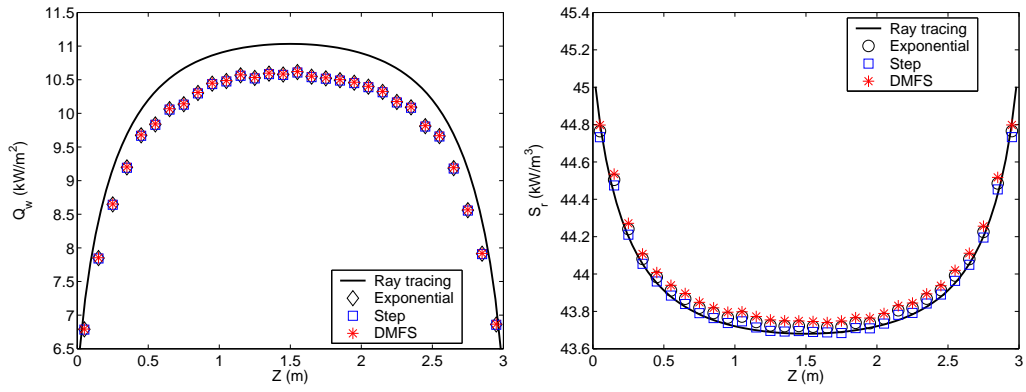 11.5
11
10.5
10
9.5
9
8.5
8
7.5
7
6.5
Q_w (kW/m^2)
0 0.5 1 1.5 2 2.5 3
Z (m)
Ray tracing
Exponential
Step
DMFS
45.4
45.2
45
44.8
44.6
44.4
44.2
44
43.8
43.6
S_r (kW/m^3)
0 0.5 1 1.5 2 2.5 3
Z (m)
Ray tracing
Exponential
Step
DMFS